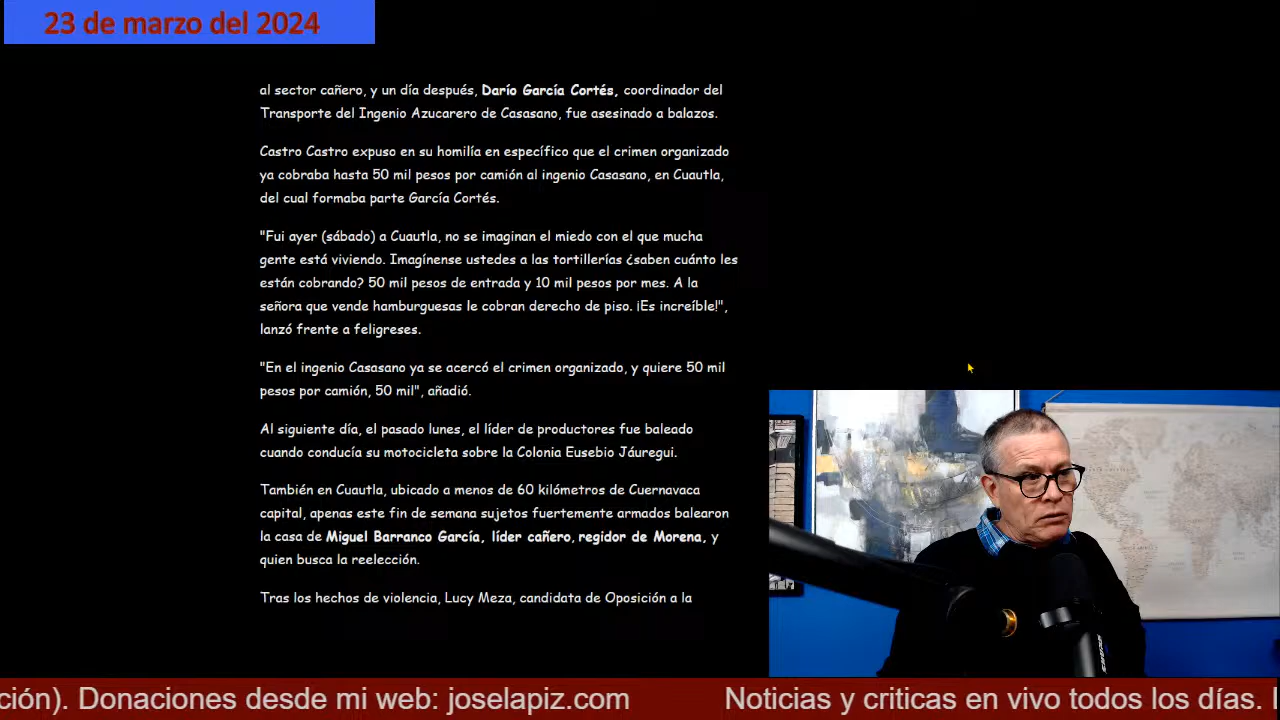 23 de marzo del 2024
al sector cañero, y un día después, Darío García Cortés, coordinador del
Transporte del Ingenio Azucarero de Casasano, fue asesinado a balazos.
Castro Castro expuso en su homilía en específico que el crimen organizado
ya cobraba hasta 50 mil pesos por camión al ingenio Casasano, en Cuautla,
del cual formaba parte García Cortés.
"Fui ayer (sábado) a Cuautla, no se imaginan el miedo con el que mucha
gente está viviendo. Imagínense ustedes a las tortillerías ¿saben cuánto les
están cobrando? 50 mil pesos de entrada y 10 mil pesos por mes. A la
señora que vende hamburguesas le cobran derecho de piso. ¡Es increíble!",
lanzó frente a feligreses.
"En el ingenio Casasano ya se acercó el crimen organizado, y quiere 50 mil
pesos por camión, 50 mil", añadió.
Al siguiente día, el pasado lunes, el líder de productores fue baleado
cuando conducía su motocicleta sobre la Colonia Eusebio Jáuregui.
También en Cuautla, ubicado a menos de 60 kilómetros de Cuernavaca
capital, apenas este fin de semana sujetos fuertemente armados balearon
la casa de Miguel Barranco García, líder cañero, regidor de Morena, y
quien busca la reelección.
Tras los hechos de violencia, Lucy Meza, candidata de Oposición a la
ción). Donaciones desde mi web: joselapiz.com Noticias y criticas en vivo todos los días.